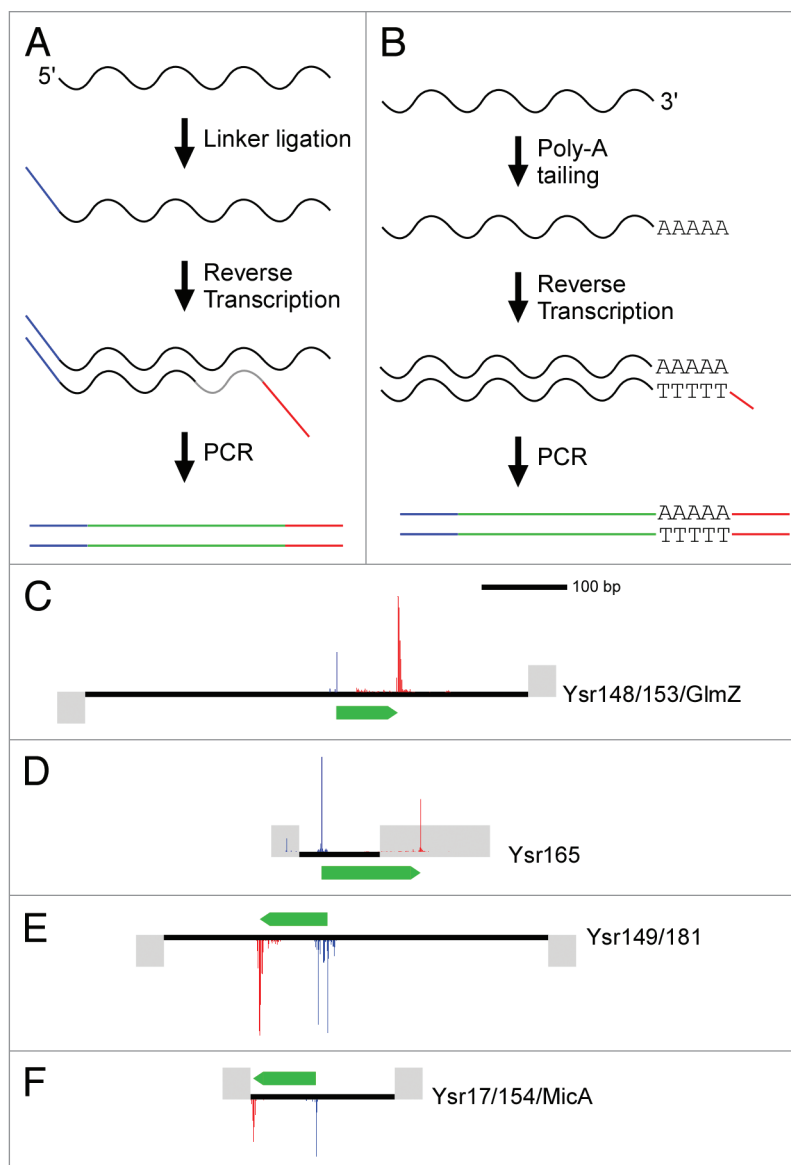 A
5'
Linker ligation
Reverse
Transcription
PCR
B
3'
Poly-A
tailing
AAAAA
Reverse
Transcription
AAAAA
TTTTT
PCR
AAAAA
TTTTT
C
100 bp
Ysr148/153/GlmZ
D
Ysr165
E
Ysr149/181
F
Ysr17/154/MicA